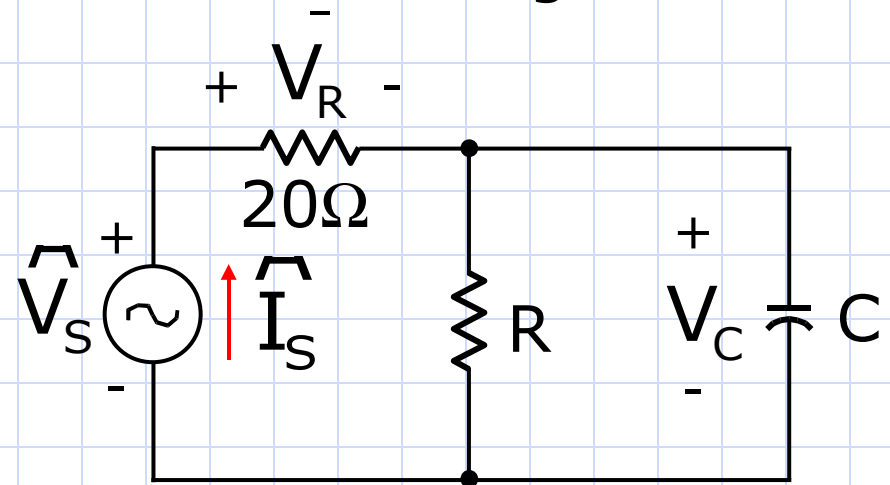 + V_R -
20Ω
+
V̂_S
Î_S
-
R
+
V_C
-
C